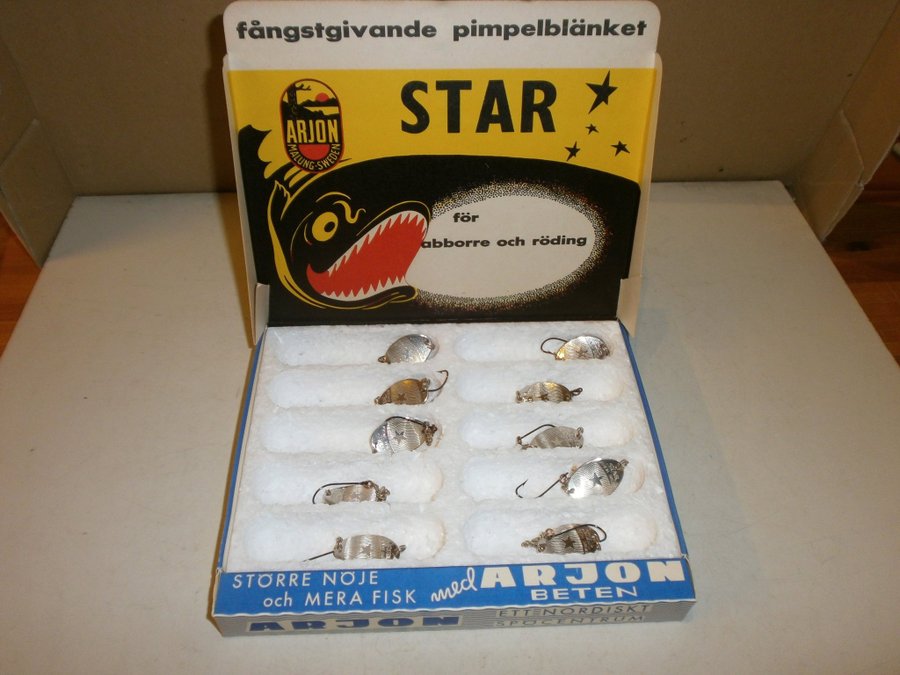 fångstgivande pimpelblänket
STAR
ARJON
MALUNG·SWEDEN
för
abborre och röding
STÖRRE NÖJE
och MERA FISK
med ARJON
BETEN
ARJON
ETT NORDISKT
SPÖCENTRUM